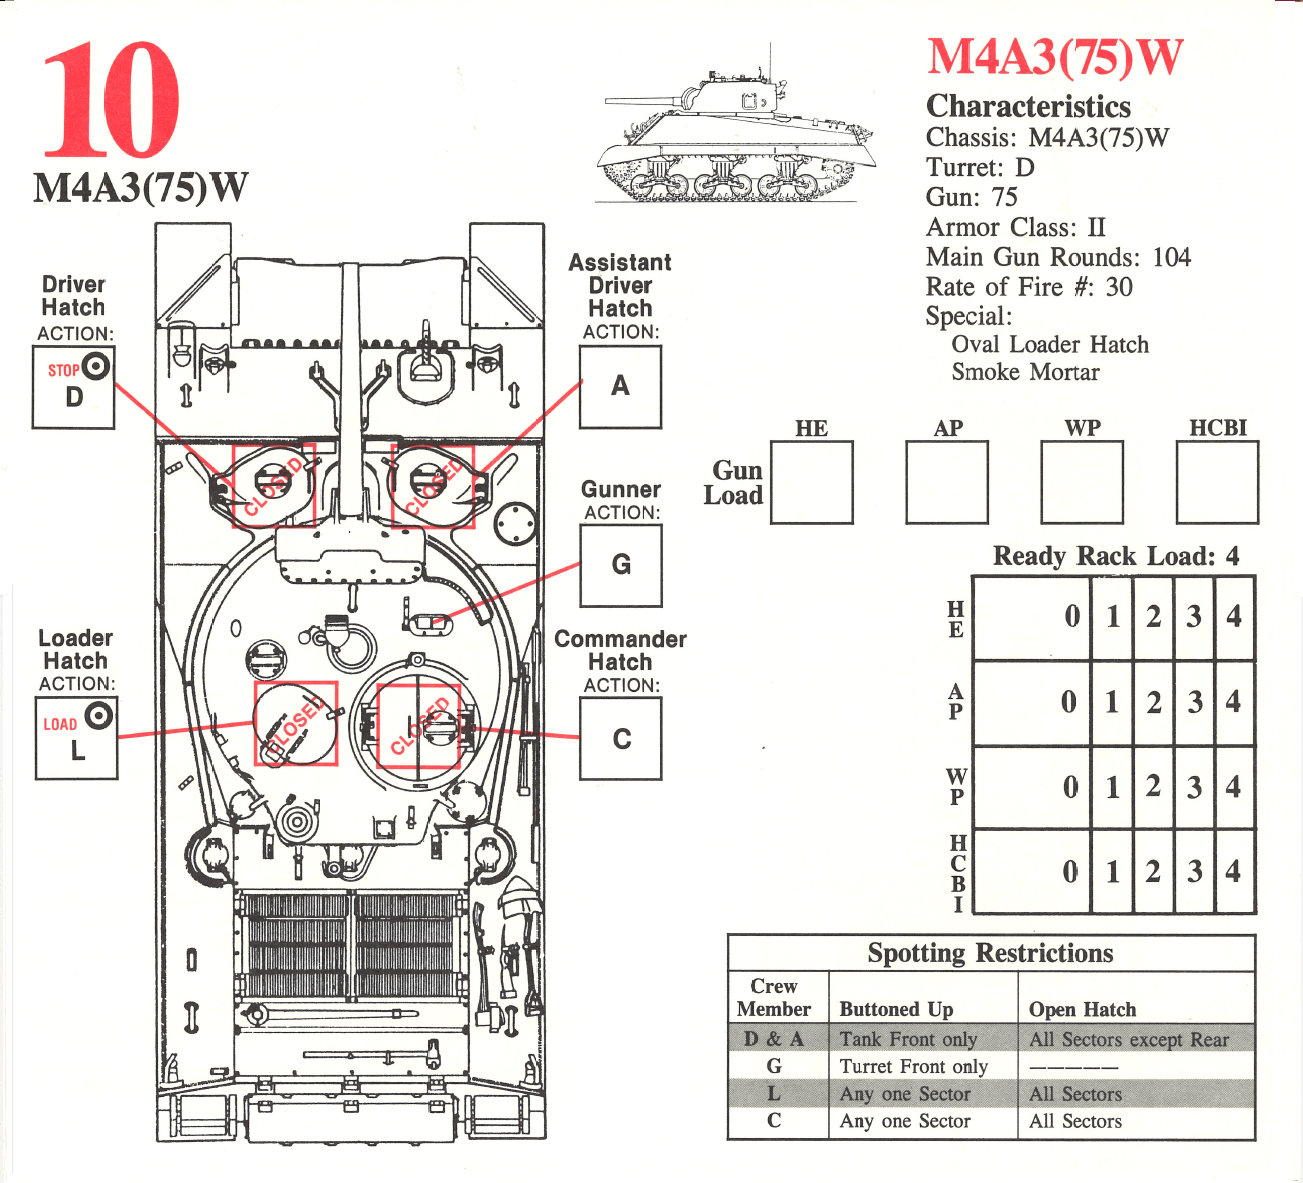 10
M4A3(75)W
M4A3(75)W
Characteristics
Chassis: M4A3(75)W
Turret: D
Gun: 75
Armor Class: II
Main Gun Rounds: 104
Rate of Fire #: 30
Special:
Oval Loader Hatch
Smoke Mortar
Driver
Hatch
ACTION:
STOP
D
Assistant
Driver
Hatch
ACTION:
A
CLOSED
CLOSED
Gunner
ACTION:
G
Loader
Hatch
ACTION:
LOAD
L
Commander
Hatch
ACTION:
C
CLOSED
CLOSED
HE AP WP HCBI
Gun
Load
Ready Rack Load: 4
HE 0 1 2 3 4
AP 0 1 2 3 4
WP 0 1 2 3 4
HCBI 0 1 2 3 4
Spotting Restrictions
Crew
Member Buttoned Up Open Hatch
D & A Tank Front only All Sectors except Rear
G Turret Front only —————
L Any one Sector All Sectors
C Any one Sector All Sectors